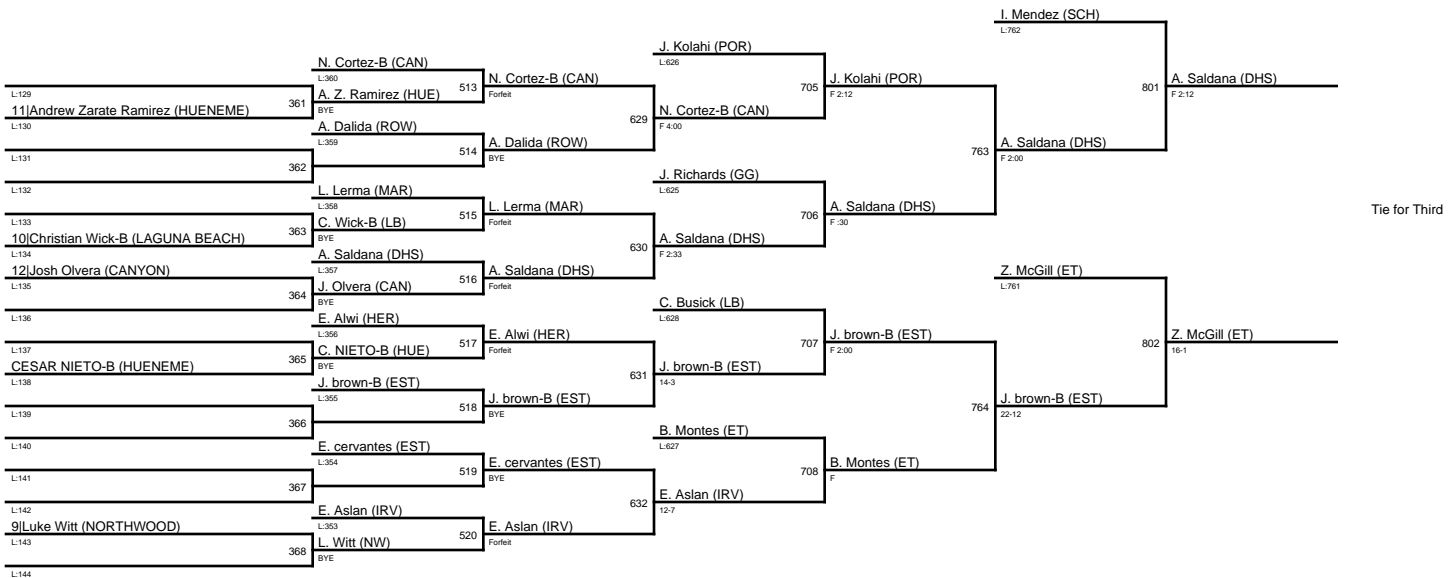 I. Mendez (SCH)
L:762
J. Kolahi (POR)
L:626
N. Cortez-B (CAN)
L:360
513
N. Cortez-B (CAN)
Forfeit
705
J. Kolahi (POR)
F 2:12
801
A. Saldana (DHS)
F 2:12
L:129
361
A. Z. Ramirez (HUE)
BYE
11|Andrew Zarate Ramirez (HUENEME)
L:130
629
N. Cortez-B (CAN)
F 4:00
A. Dalida (ROW)
L:359
514
A. Dalida (ROW)
BYE
763
A. Saldana (DHS)
F 2:00
L:131
362
L:132
J. Richards (GG)
L:625
L. Lerma (MAR)
L:358
515
L. Lerma (MAR)
Forfeit
706
A. Saldana (DHS)
F :30
Tie for Third
L:133
363
C. Wick-B (LB)
BYE
10|Christian Wick-B (LAGUNA BEACH)
L:134
630
A. Saldana (DHS)
F 2:33
A. Saldana (DHS)
L:357
516
A. Saldana (DHS)
Forfeit
Z. McGill (ET)
L:761
12|Josh Olvera (CANYON)
L:135
364
J. Olvera (CAN)
BYE
L:136
C. Busick (LB)
L:628
E. Alwi (HER)
L:356
517
E. Alwi (HER)
Forfeit
707
J. brown-B (EST)
F 2:00
802
Z. McGill (ET)
16-1
L:137
365
C. NIETO-B (HUE)
BYE
CESAR NIETO-B (HUENEME)
L:138
631
J. brown-B (EST)
14-3
J. brown-B (EST)
L:355
518
J. brown-B (EST)
BYE
764
J. brown-B (EST)
22-12
L:139
366
L:140
B. Montes (ET)
L:627
E. cervantes (EST)
L:354
519
E. cervantes (EST)
BYE
708
B. Montes (ET)
F
L:141
367
L:142
632
E. Aslan (IRV)
12-7
E. Aslan (IRV)
L:353
520
E. Aslan (IRV)
Forfeit
9|Luke Witt (NORTHWOOD)
L:143
368
L. Witt (NW)
BYE
L:144